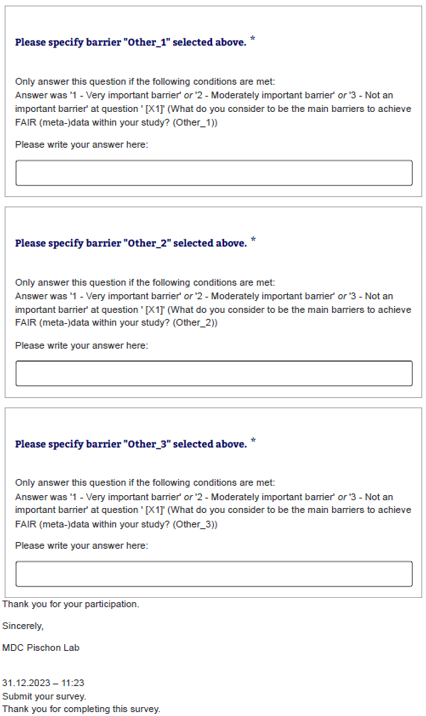 Please specify barrier "Other_1" selected above. *
Only answer this question if the following conditions are met:
Answer was '1 - Very important barrier' or '2 - Moderately important barrier' or '3 - Not an
important barrier' at question ' [X1]' (What do you consider to be the main barriers to achieve
FAIR (meta-)data within your study? (Other_1))
Please write your answer here:
Please specify barrier "Other_2" selected above. *
Only answer this question if the following conditions are met:
Answer was '1 - Very important barrier' or '2 - Moderately important barrier' or '3 - Not an
important barrier' at question ' [X1]' (What do you consider to be the main barriers to achieve
FAIR (meta-)data within your study? (Other_2))
Please write your answer here:
Please specify barrier "Other_3" selected above. *
Only answer this question if the following conditions are met:
Answer was '1 - Very important barrier' or '2 - Moderately important barrier' or '3 - Not an
important barrier' at question ' [X1]' (What do you consider to be the main barriers to achieve
FAIR (meta-)data within your study? (Other_3))
Please write your answer here:
Thank you for your participation.
Sincerely,
MDC Pischon Lab
31.12.2023 – 11:23
Submit your survey.
Thank you for completing this survey.